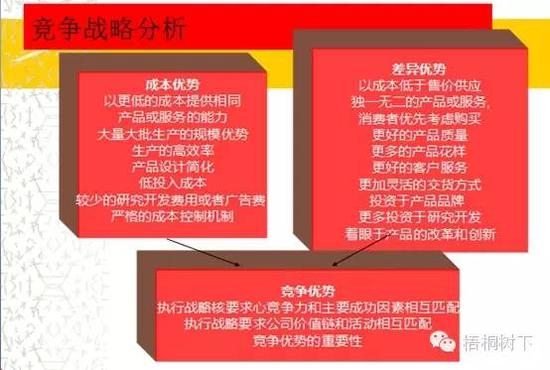 竞争战略分析
成本优势
以更低的成本提供相同
产品或服务的能力
大量大批生产的规模优势
生产的高效率
产品设计简化
低投入成本
较少的研究开发费用或者广告费
严格的成本控制机制
差异优势
以成本低于售价供应
独一无二的产品或服务,
消费者优先考虑购买
更好的产品质量
更多的产品花样
更好的客户服务
更加灵活的交货方式
投资于产品品牌
更多投资于研究开发
着眼于产品的改革和创新
竞争优势
执行战略核要求心竞争力和主要成功因素相互匹配
执行战略要求公司价值链和活动相互匹配
竞争优势的重要性
梧桐树下